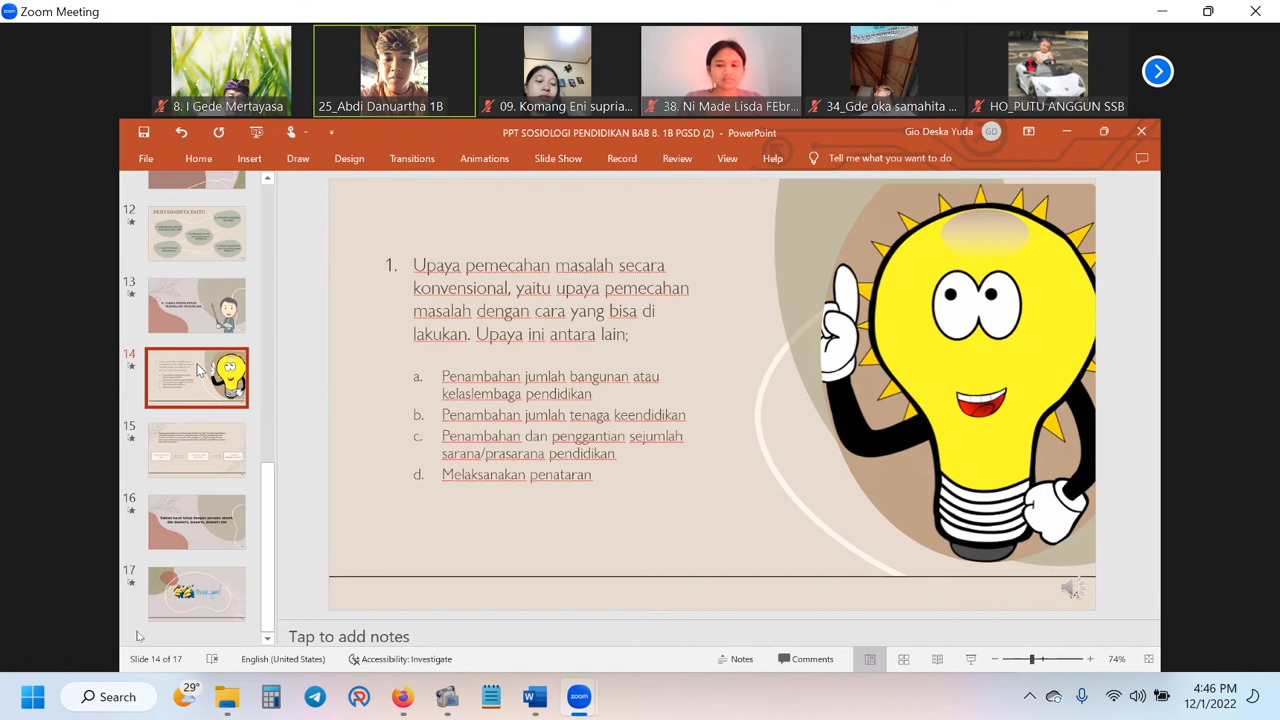 Zoom Meeting
8. I Gede Mertayasa
25_Abdi Danuartha 1B
09. Komang Eni supria...
38. Ni Made Lisda FEbr...
34_Gde oka samahita ...
HO_PUTU ANGGUN SSB
PPT SOSIOLOGI PENDIDIKAN BAB 8. 1B PGSD (2) - PowerPoint
Gio Deska Yuda
GD
File
Home
Insert
Draw
Design
Transitions
Animations
Slide Show
Record
Review
View
Help
Tell me what you want to do
12
PENYEBABNYA YAITU
13
14
15
16
17
thank you!
1. Upaya pemecahan masalah secara
konvensional, yaitu upaya pemecahan
masalah dengan cara yang bisa di
lakukan. Upaya ini antara lain;
a. Penambahan jumlah bangunan atau
kelaslembaga pendidikan
b. Penambahan jumlah tenaga keendidikan
c. Penambahan dan penggantian sejumlah
sarana/prasarana pendidikan
d. Melaksanakan penataran
Tap to add notes
Slide 14 of 17
English (United States)
Accessibility: Investigate
Notes
Comments
74%
29°
Search
W
zoom
4:46 PM
12/1/2022